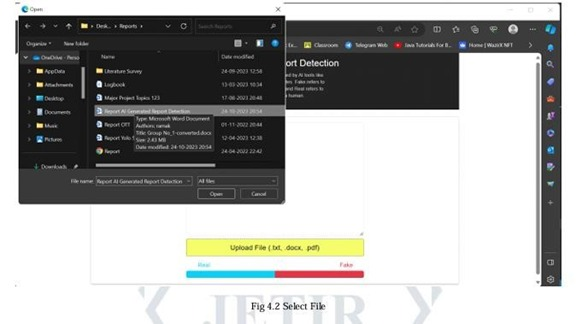 Open
Desk... > Reports >
Search Reports
Organize
New folder
Name
Date modified
OneDrive - Person
AppData
Attachments
Desktop
Documents
Music
Pictures
Downloads
Literature Survey
24-09-2023 12:58
Logbook
13-03-2023 10:34
Major Project Topics 123
17-08-2023 20:48
Report AI Generated Report Detection
24-10-2023 20:54
Report OTT
01-11-2022 20:44
Report Yolo
12-04-2023 12:38
Report
24-04-2022 22:42
Type: Microsoft Word Document
Authors: ramak
Title: Group No_1-converted.docx
Size: 2.43 MB
Date modified: 24-10-2023 20:54
File name:
Report AI Generated Report Detection
All files
Open
Cancel
Classroom
Telegram Web
Java Tutorials For B...
Home | WazirX NFT
ort Detection
ed by AI tools like
es. Fake refers to
nd Real refers to
human.
Upload File (.txt, .docx, .pdf)
Real
Fake
Fig 4.2 Select File
JETIR